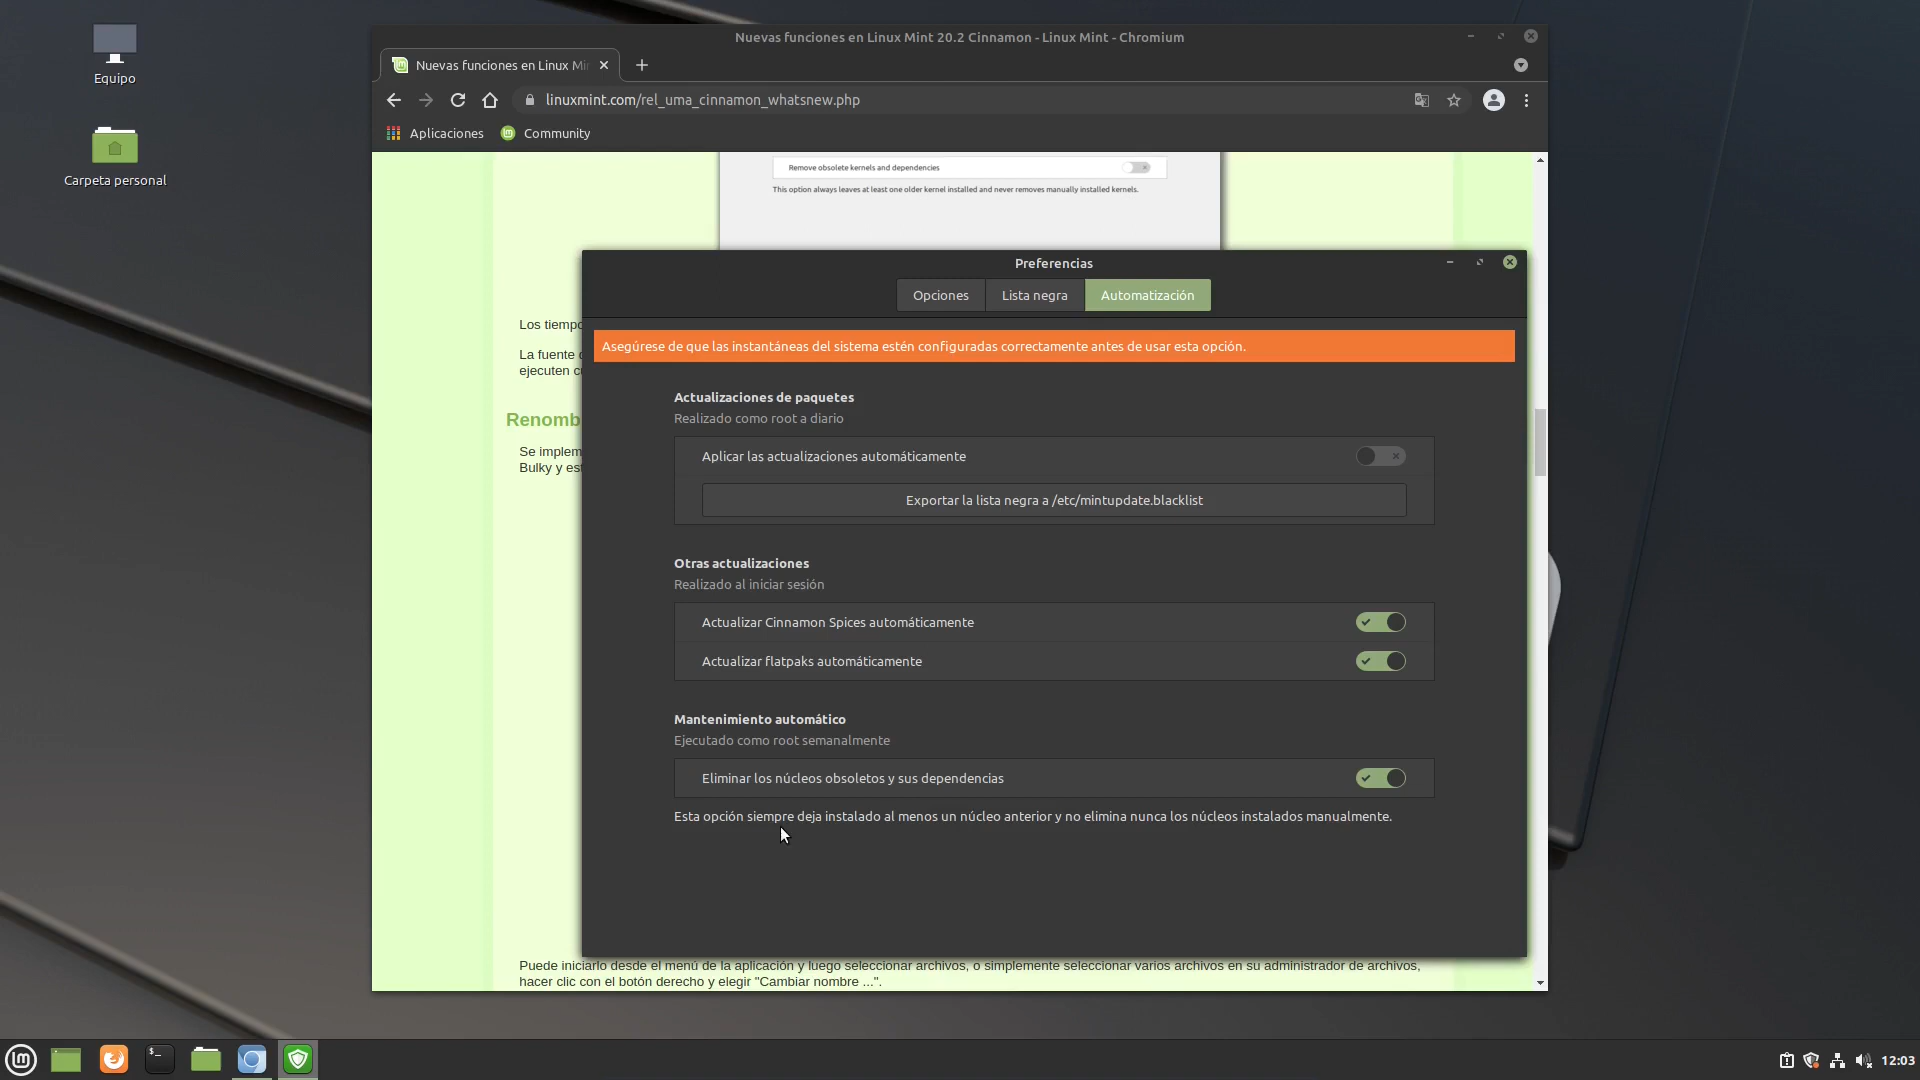 Equipo
Carpeta personal
Nuevas funciones en Linux Mint 20.2 Cinnamon - Linux Mint - Chromium
Nuevas funciones en Linux Mi
linuxmint.com/rel_uma_cinnamon_whatsnew.php
Aplicaciones
Community
Remove obsolete kernels and dependencies
This option always leaves at least one older kernel installed and never removes manually installed kernels.
Preferencias
Opciones
Lista negra
Automatización
Los tiempo
La fuente
ejecuten c
Asegúrese de que las instantáneas del sistema estén configuradas correctamente antes de usar esta opción.
Actualizaciones de paquetes
Realizado como root a diario
Renomb
Se implem
Bulky y es
Aplicar las actualizaciones automáticamente
Exportar la lista negra a /etc/mintupdate.blacklist
Otras actualizaciones
Realizado al iniciar sesión
Actualizar Cinnamon Spices automáticamente
Actualizar flatpaks automáticamente
Mantenimiento automático
Ejecutado como root semanalmente
Eliminar los núcleos obsoletos y sus dependencias
Esta opción siempre deja instalado al menos un núcleo anterior y no elimina nunca los núcleos instalados manualmente.
Puede iniciarlo desde el menú de la aplicación y luego seleccionar archivos, o simplemente seleccionar varios archivos en su administrador de archivos,
hacer clic con el botón derecho y elegir "Cambiar nombre ...".
12:03